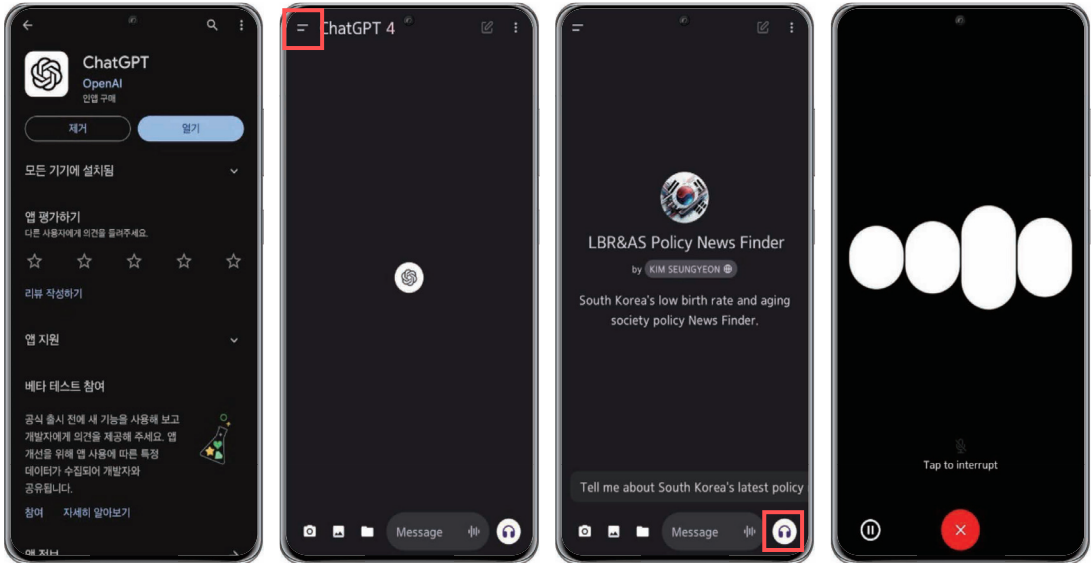 ChatGPT
OpenAI
인앱 구매
제거
열기
모든 기기에 설치됨
앱 평가하기
다른 사용자에게 의견을 들려주세요.
리뷰 작성하기
앱 지원
베타 테스트 참여
공식 출시 전에 새 기능을 사용해 보고
개발자에게 의견을 제공해 주세요. 앱
개선을 위해 앱 사용에 따른 특정
데이터가 수집되어 개발자와
공유됩니다.
참여 자세히 알아보기
앱 정보
ChatGPT 4
Message
LBR&AS Policy News Finder
by KIM SEUNGYEON
South Korea's low birth rate and aging
society policy News Finder.
Tell me about South Korea's latest policy
Message
Tap to interrupt